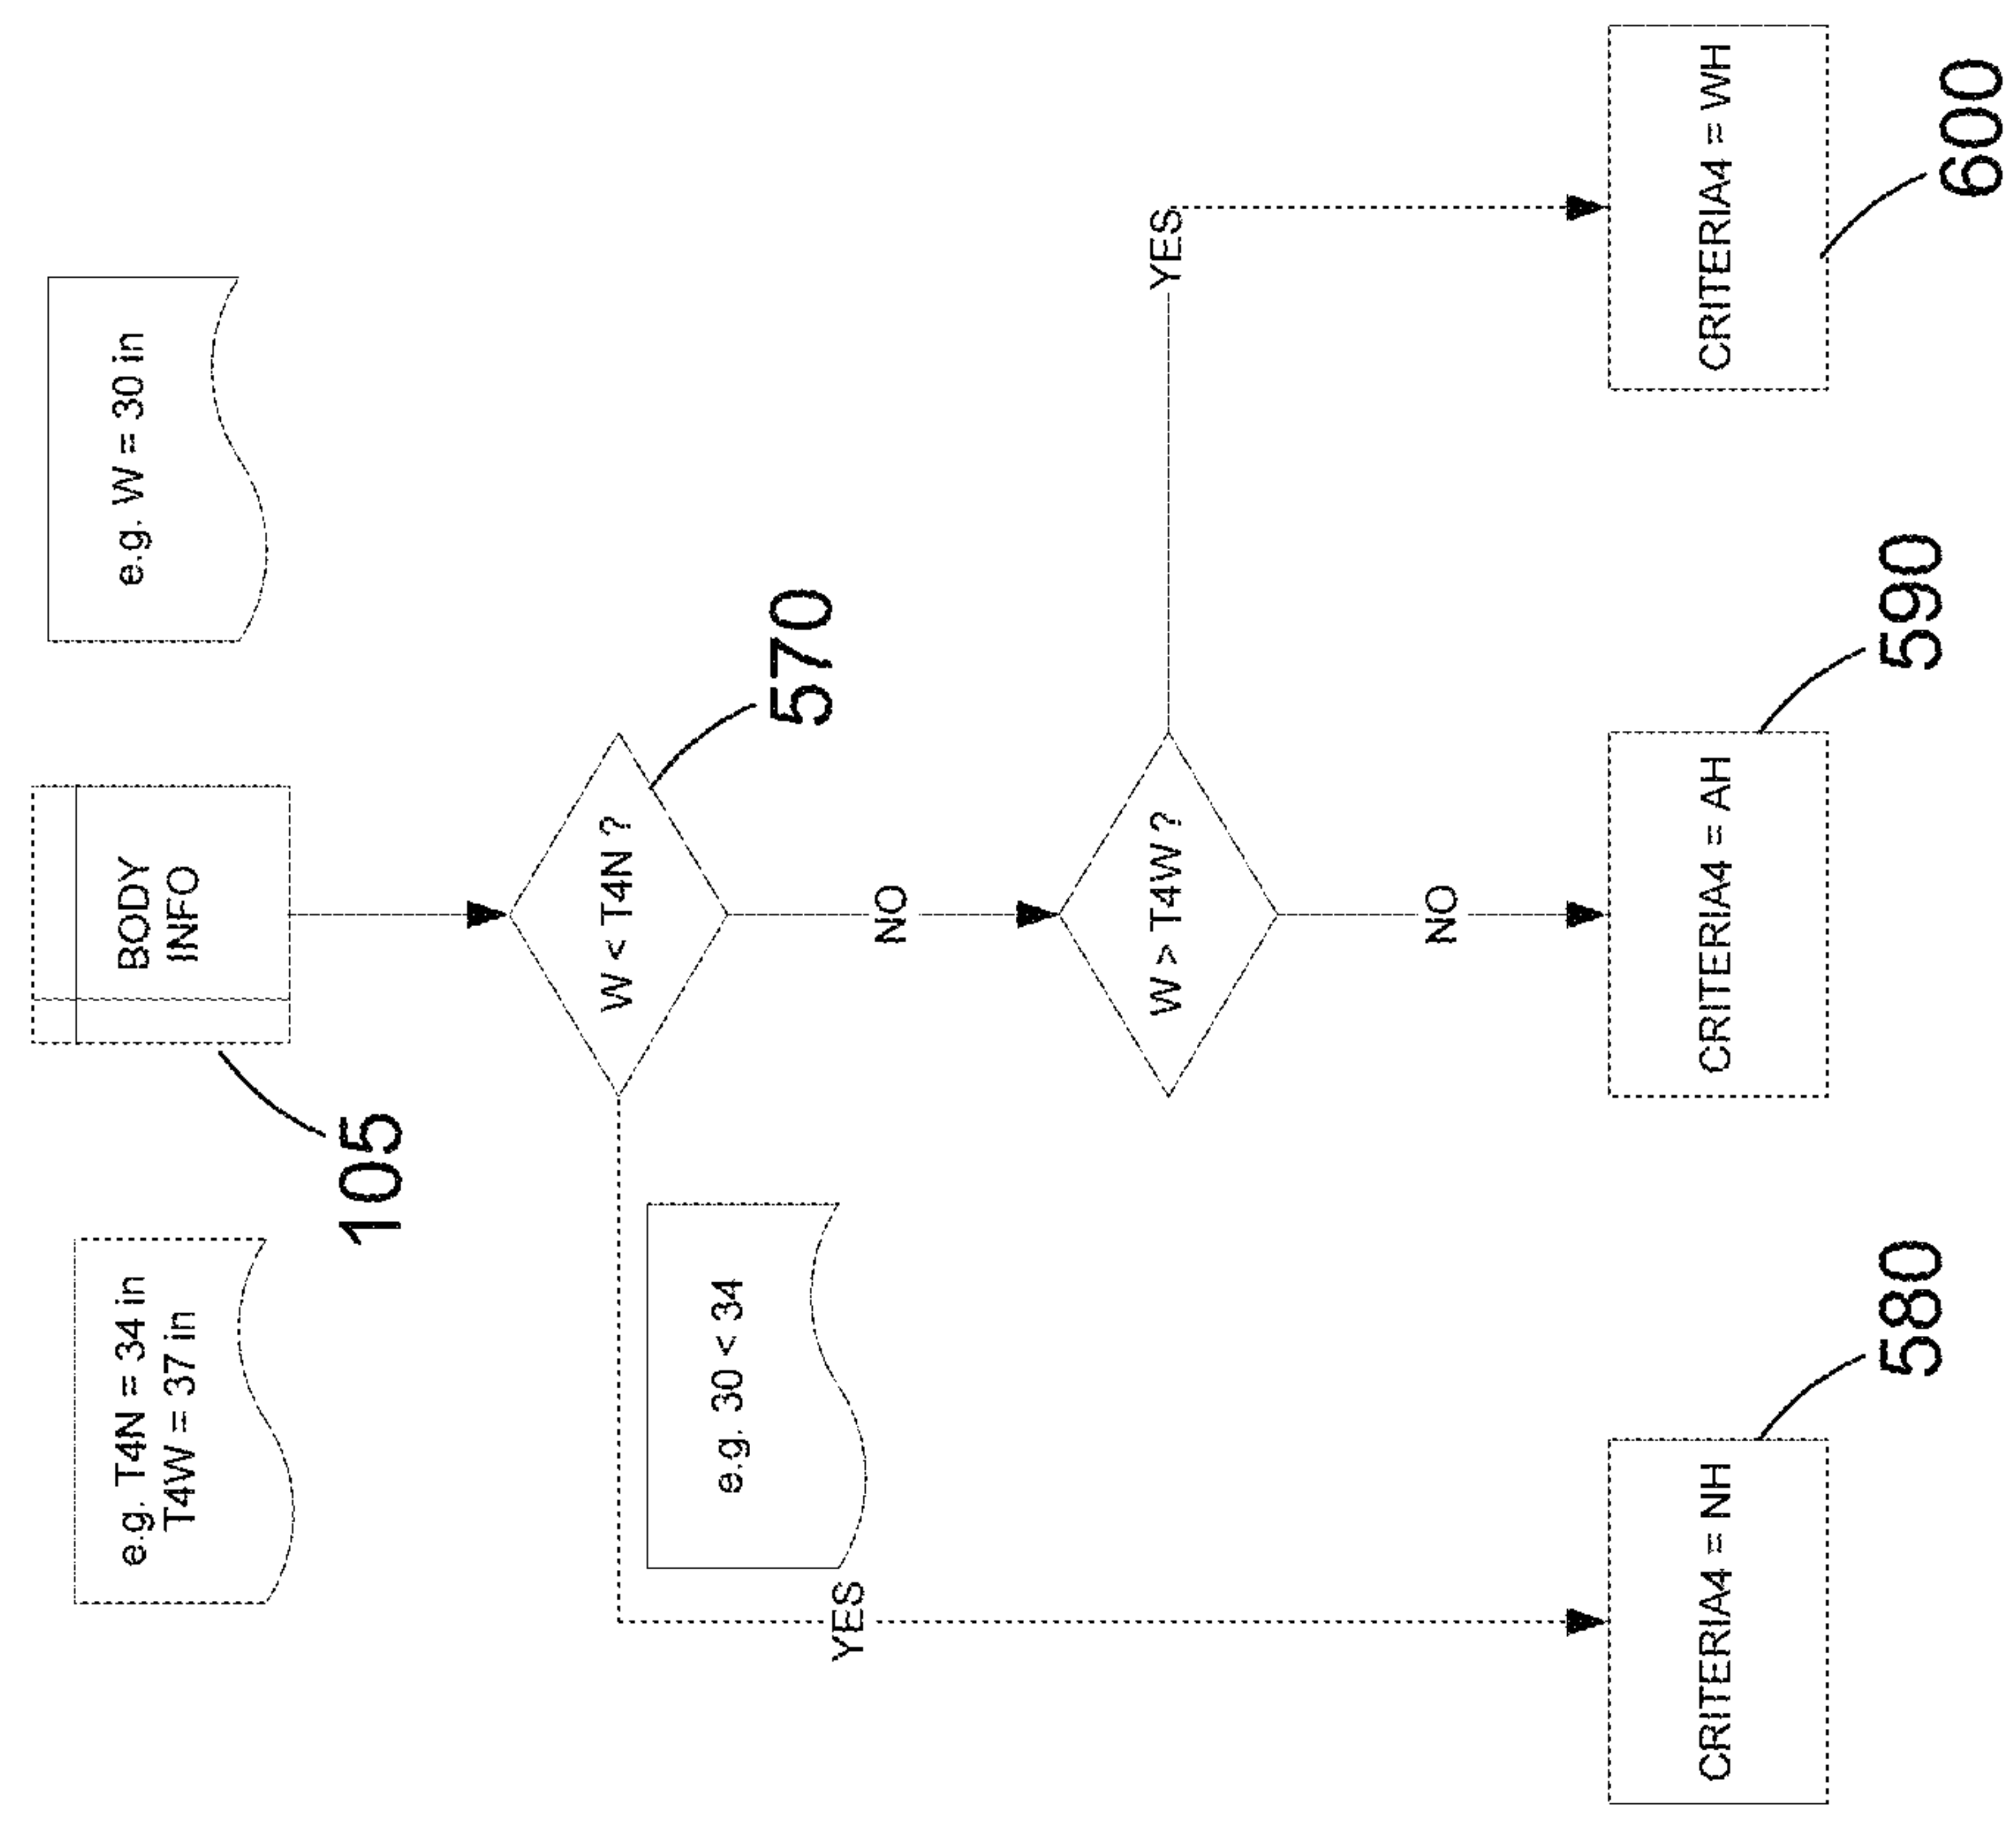 e.g. T4N = 34 in
T4W = 37 in
BODY
INFO
e.g. W = 30 in
105
W < T4N ?
570
e.g. 30 < 34
YES
NO
W > T4W ?
YES
NO
CRITERIA4 = NH
580
CRITERIA4 = AH
590
CRITERIA4 = WH
600